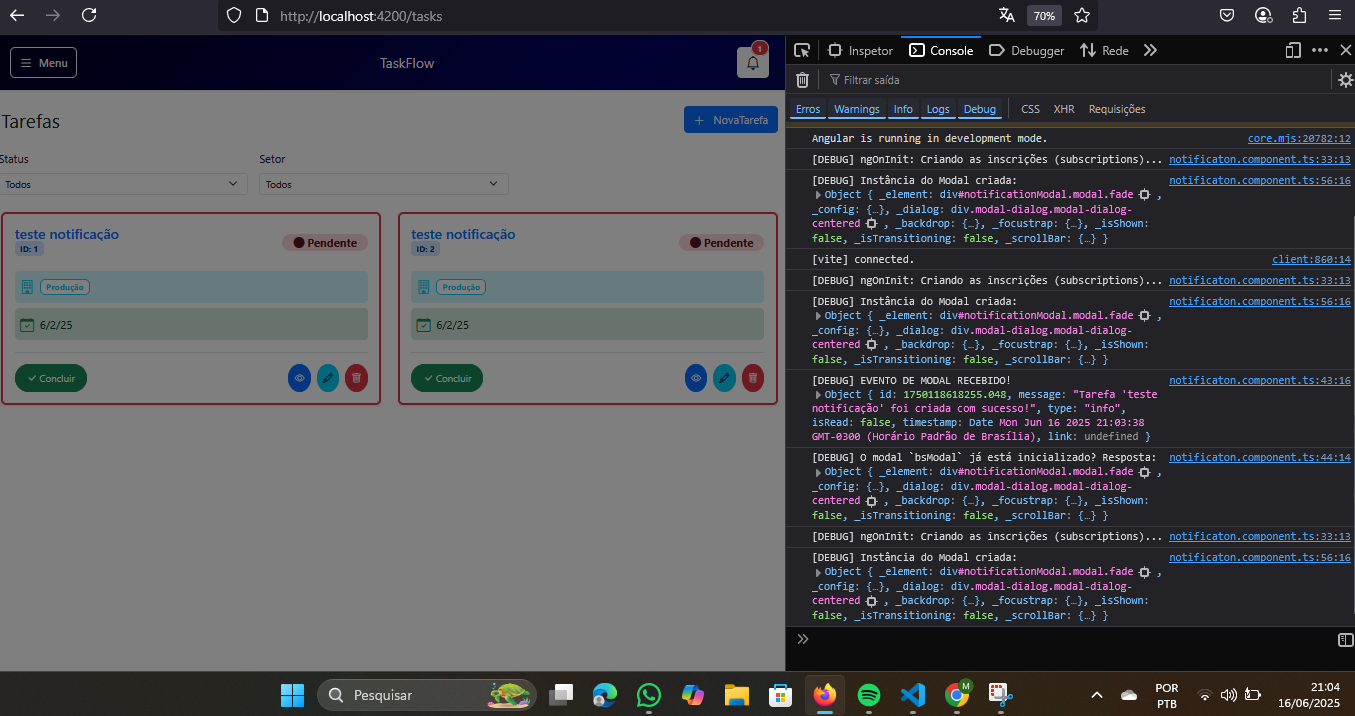 http://localhost:4200/tasks
70%
Menu
TaskFlow
1
Tarefas
NovaTarefa
Status
Setor
Todos
Todos
teste notificação
ID: 1
Pendente
Produção
6/2/25
Concluir
teste notificação
ID: 2
Pendente
Produção
6/2/25
Concluir
Inspetor
Console
Debugger
Rede
Filtrar saída
Erros Warnings Info Logs Debug CSS XHR Requisições
Angular is running in development mode. core.mjs:20782:12
[DEBUG] ngOnInit: Criando as inscrições (subscriptions)... notificaton.component.ts:33:13
[DEBUG] Instância do Modal criada: notificaton.component.ts:56:16
Object { _element: div#notificationModal.modal.fade ,
_config: {…}, _dialog: div.modal-dialog.modal-dialog-
centered , _backdrop: {…}, _focustrap: {…}, _isShown:
false, _isTransitioning: false, _scrollBar: {…} }
[vite] connected. client:860:14
[DEBUG] ngOnInit: Criando as inscrições (subscriptions)... notificaton.component.ts:33:13
[DEBUG] Instância do Modal criada: notificaton.component.ts:56:16
Object { _element: div#notificationModal.modal.fade ,
_config: {…}, _dialog: div.modal-dialog.modal-dialog-
centered , _backdrop: {…}, _focustrap: {…}, _isShown:
false, _isTransitioning: false, _scrollBar: {…} }
[DEBUG] EVENTO DE MODAL RECEBIDO! notificaton.component.ts:43:16
Object { id: 1750118618255.048, message: "Tarefa 'teste
notificação' foi criada com sucesso!", type: "info",
isRead: false, timestamp: Date Mon Jun 16 2025 21:03:38
GMT-0300 (Horário Padrão de Brasília), link: undefined }
[DEBUG] O modal `bsModal` já está inicializado? Resposta: notificaton.component.ts:44:14
Object { _element: div#notificationModal.modal.fade ,
_config: {…}, _dialog: div.modal-dialog.modal-dialog-
centered , _backdrop: {…}, _focustrap: {…}, _isShown:
false, _isTransitioning: false, _scrollBar: {…} }
[DEBUG] ngOnInit: Criando as inscrições (subscriptions)... notificaton.component.ts:33:13
[DEBUG] Instância do Modal criada: notificaton.component.ts:56:16
Object { _element: div#notificationModal.modal.fade ,
_config: {…}, _dialog: div.modal-dialog.modal-dialog-
centered , _backdrop: {…}, _focustrap: {…}, _isShown:
false, _isTransitioning: false, _scrollBar: {…} }
Pesquisar
M
POR
PTB
21:04
16/06/2025